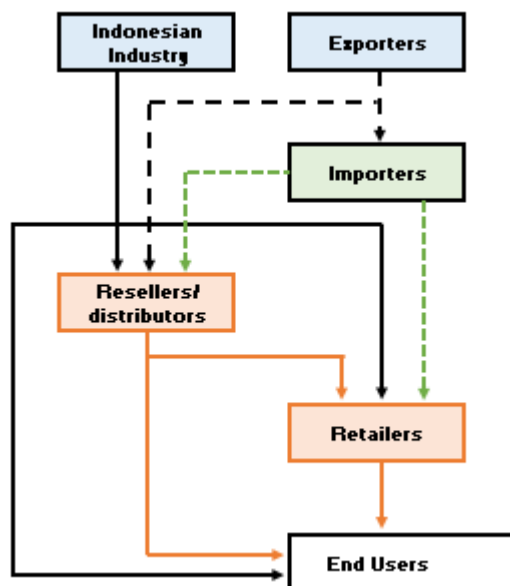 Indonesian
Industry
Exporters
Importers
Resellers/
distributors
Retailers
End Users